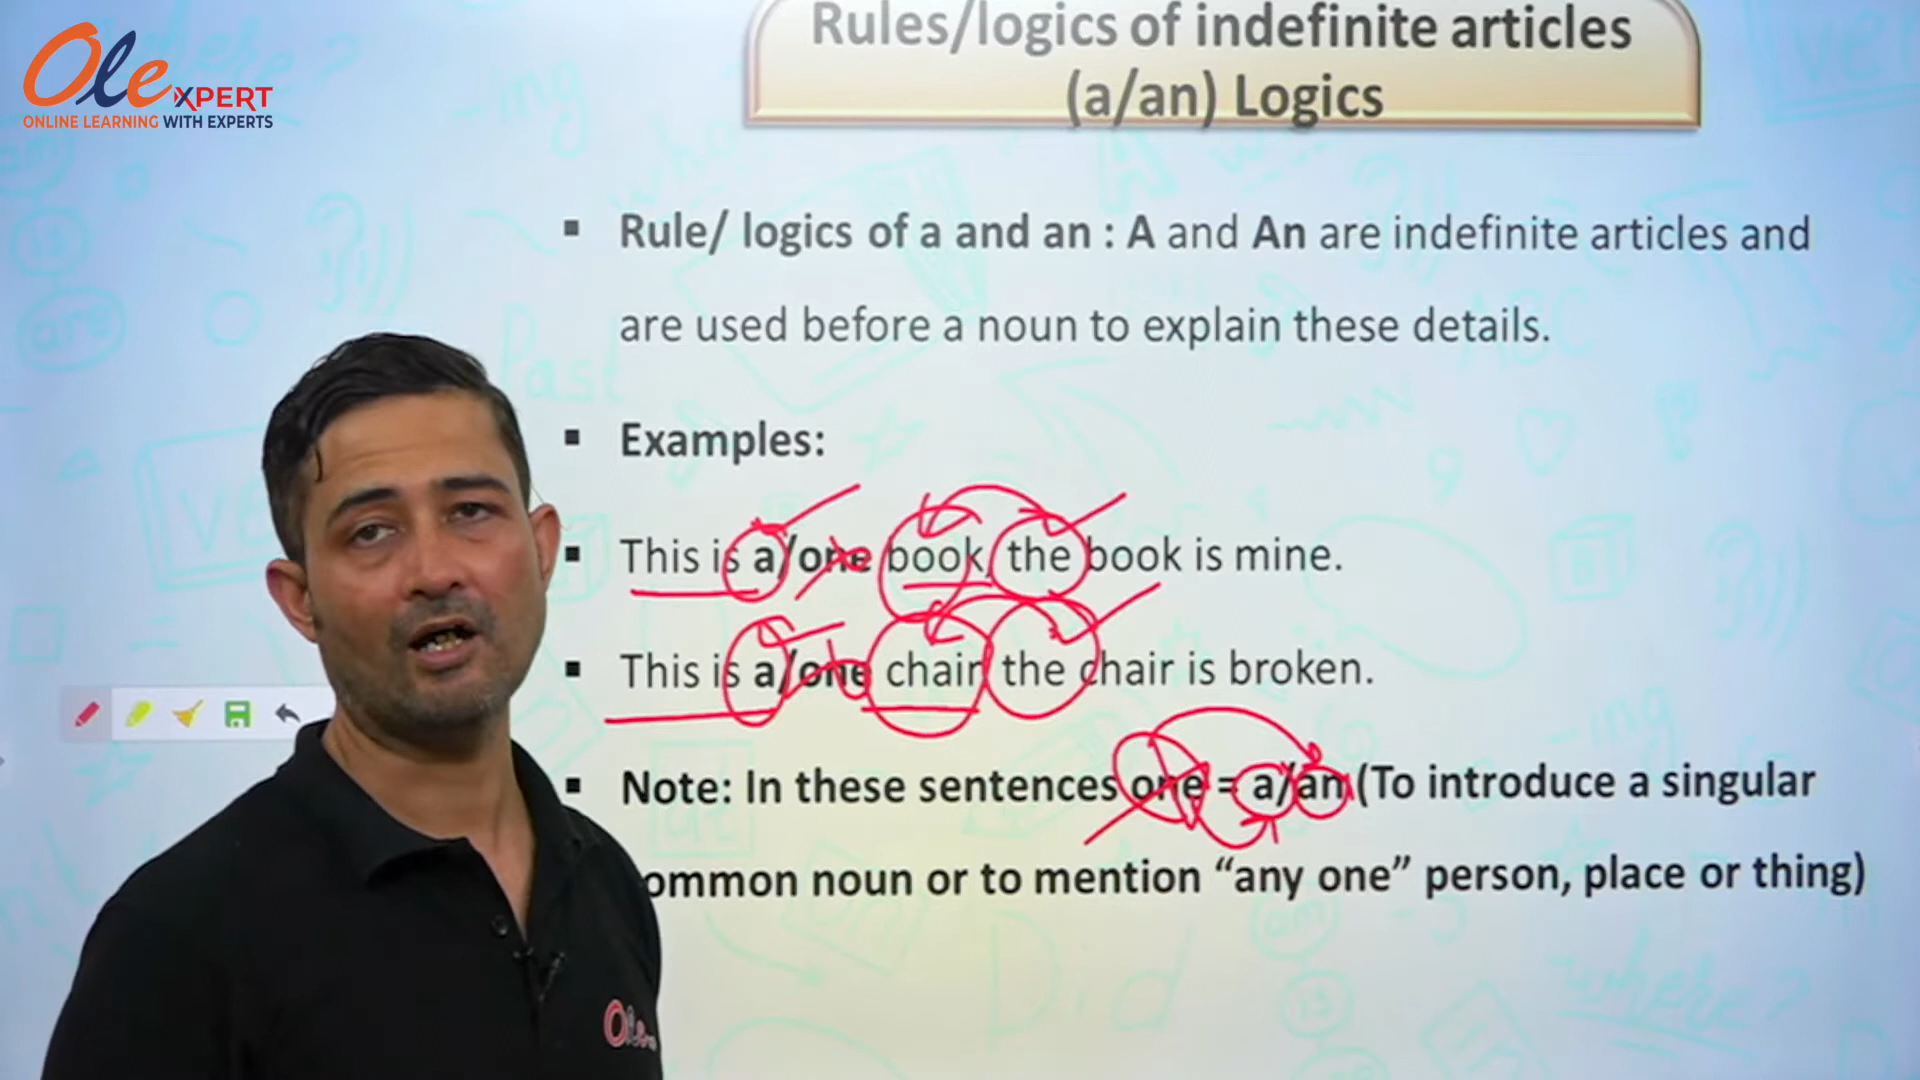 Ole XPERT
ONLINE LEARNING WITH EXPERTS
Rules/logics of indefinite articles
(a/an) Logics
▪ Rule/ logics of a and an : A and An are indefinite articles and
are used before a noun to explain these details.
▪ Examples:
▪ This is a/one book, the book is mine.
▪ This is a/one chair, the chair is broken.
▪ Note: In these sentences one = a/an (To introduce a singular
ommon noun or to mention “any one” person, place or thing)